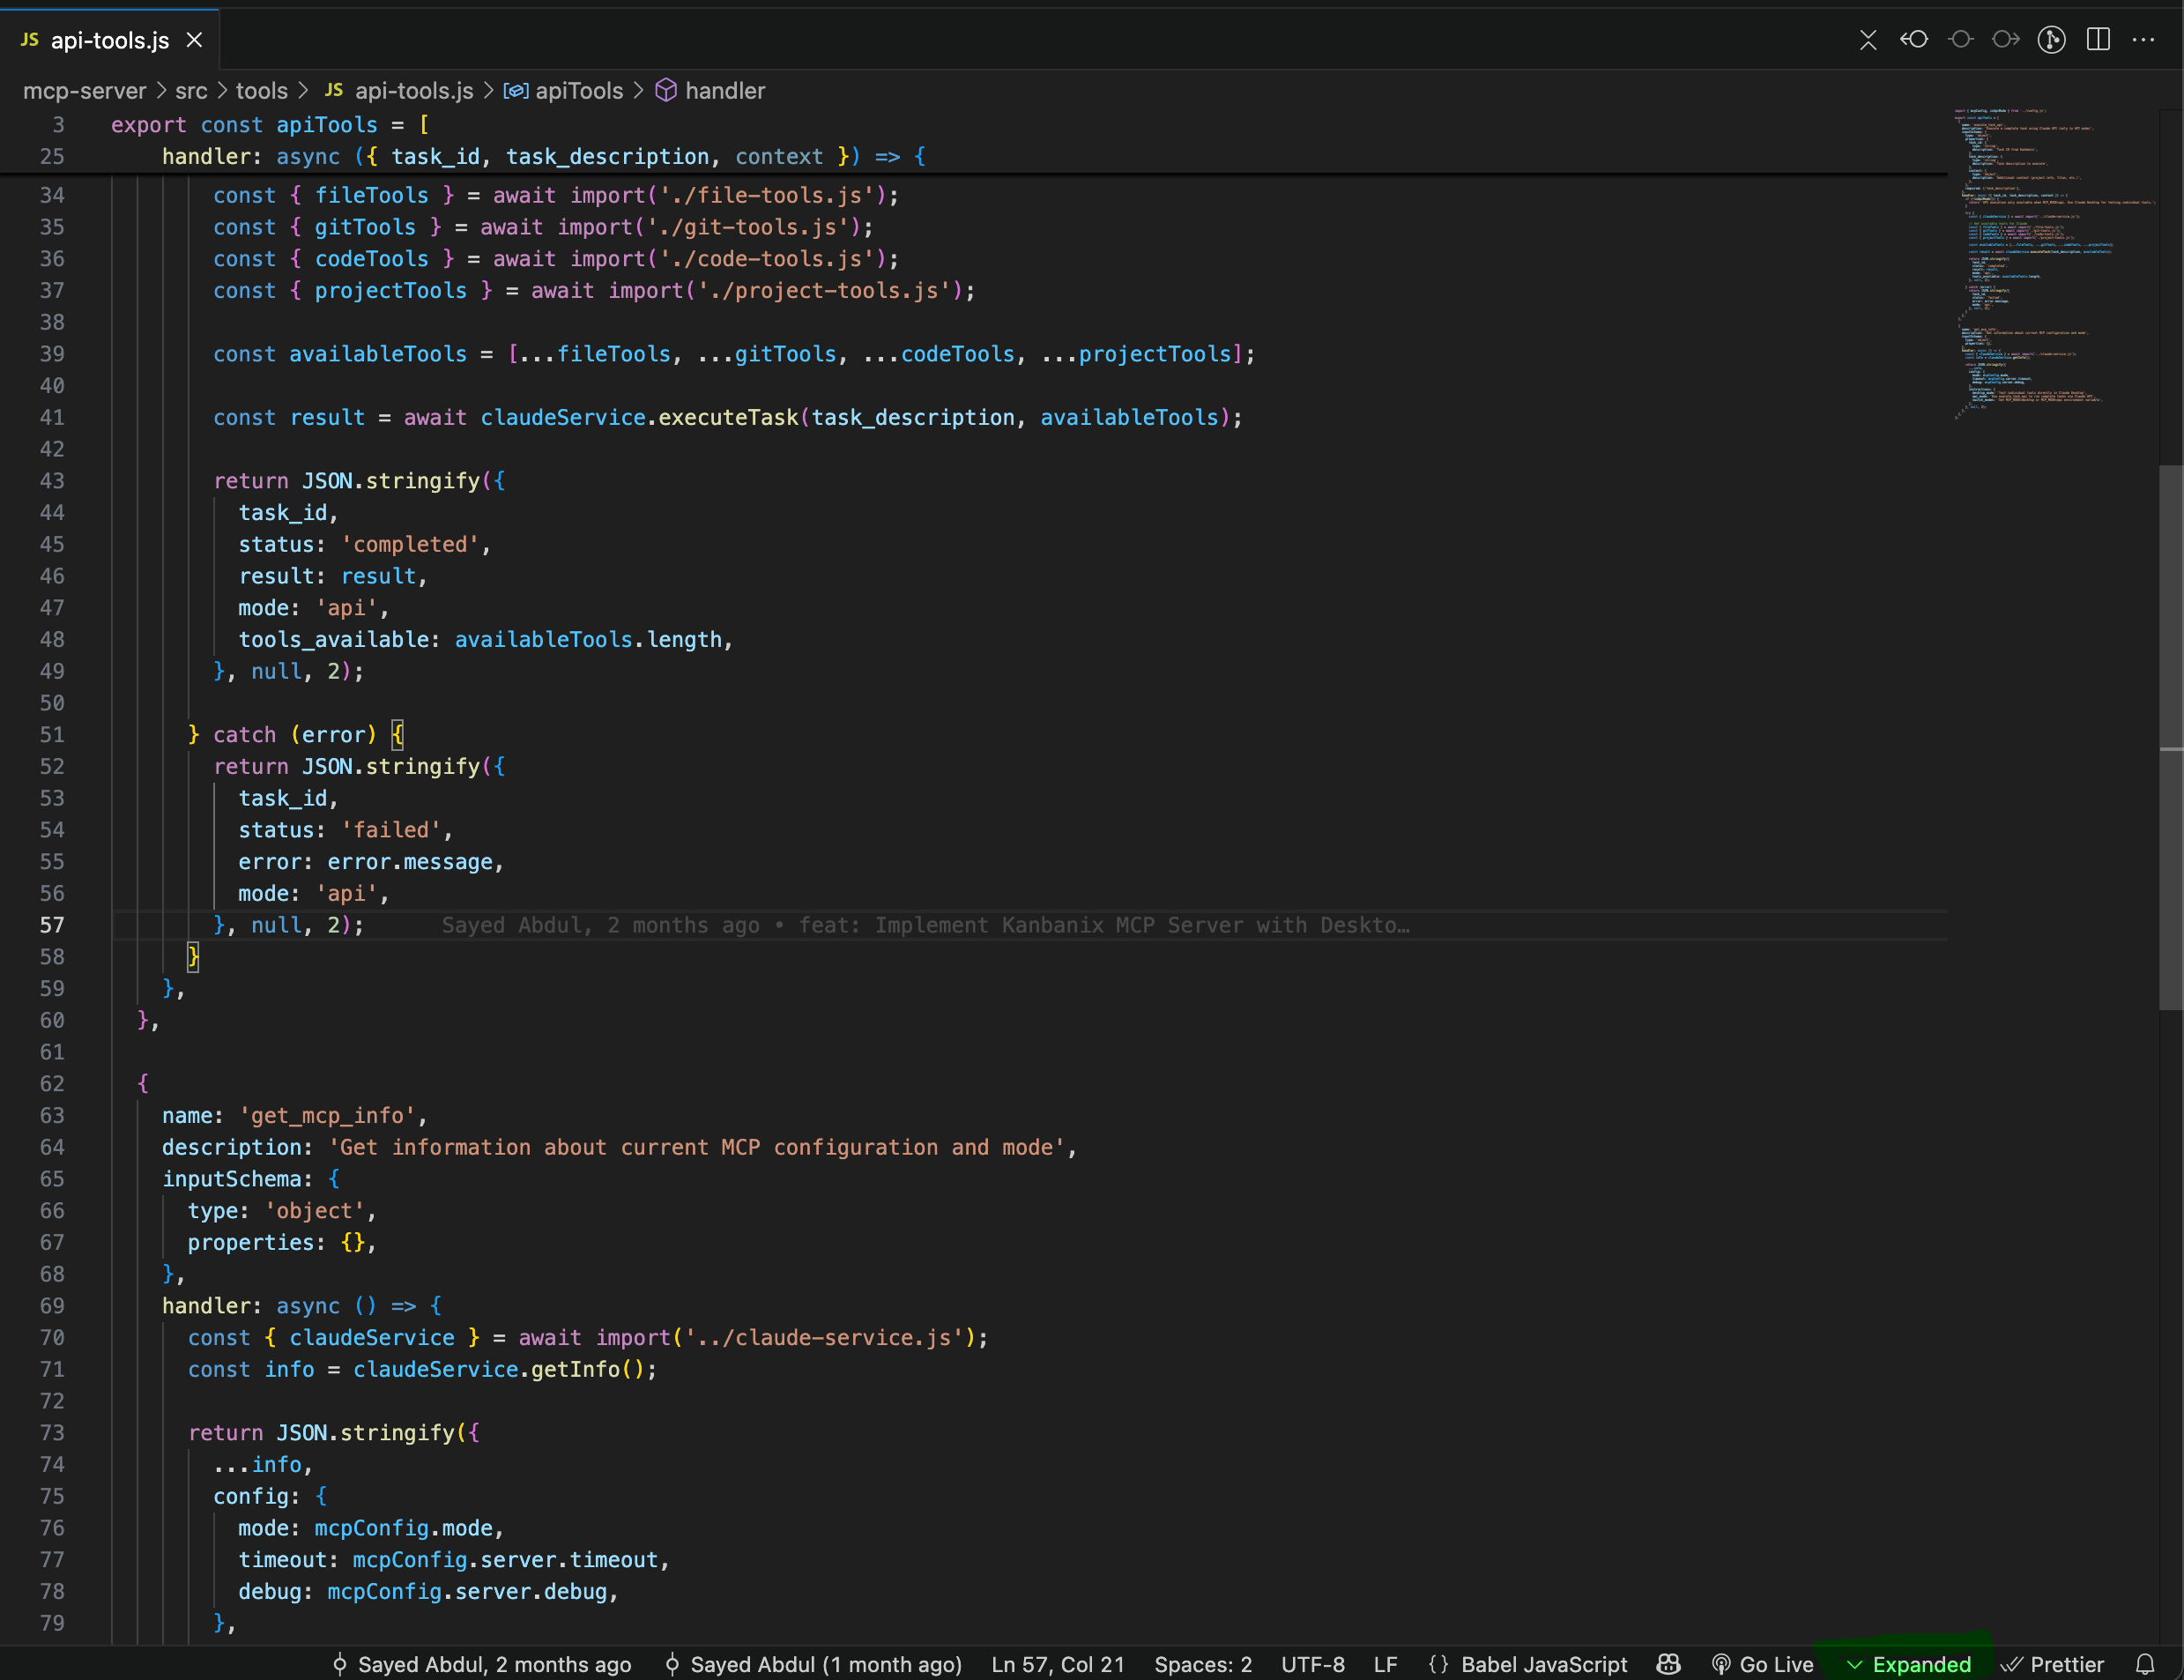 JS api-tools.js
mcp-server > src > tools > JS api-tools.js > apiTools > handler
3 export const apiTools = [
25 handler: async ({ task_id, task_description, context }) => {
34 const { fileTools } = await import('./file-tools.js');
35 const { gitTools } = await import('./git-tools.js');
36 const { codeTools } = await import('./code-tools.js');
37 const { projectTools } = await import('./project-tools.js');
38
39 const availableTools = [...fileTools, ...gitTools, ...codeTools, ...projectTools];
40
41 const result = await claudeService.executeTask(task_description, availableTools);
42
43 return JSON.stringify({
44 task_id,
45 status: 'completed',
46 result: result,
47 mode: 'api',
48 tools_available: availableTools.length,
49 }, null, 2);
50
51 } catch (error) {
52 return JSON.stringify({
53 task_id,
54 status: 'failed',
55 error: error.message,
56 mode: 'api',
57 }, null, 2); Sayed Abdul, 2 months ago • feat: Implement Kanbanix MCP Server with Deskto…
58 }
59 },
60 },
61
62 {
63 name: 'get_mcp_info',
64 description: 'Get information about current MCP configuration and mode',
65 inputSchema: {
66 type: 'object',
67 properties: {},
68 },
69 handler: async () => {
70 const { claudeService } = await import('../claude-service.js');
71 const info = claudeService.getInfo();
72
73 return JSON.stringify({
74 ...info,
75 config: {
76 mode: mcpConfig.mode,
77 timeout: mcpConfig.server.timeout,
78 debug: mcpConfig.server.debug,
79 },
Sayed Abdul, 2 months ago Sayed Abdul (1 month ago) Ln 57, Col 21 Spaces: 2 UTF-8 LF {} Babel JavaScript Go Live Expanded Prettier